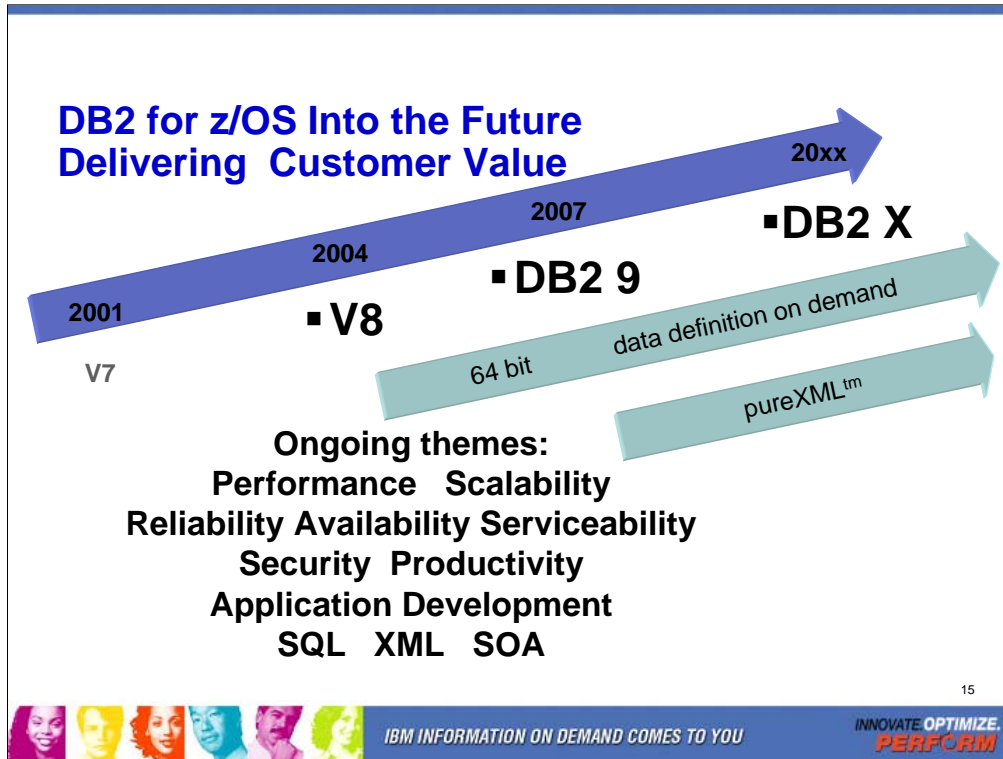 DB2 for z/OS Into the Future
Delivering Customer Value
20xx
2007
▪DB2 X
2004
▪DB2 9
2001
▪V8
data definition on demand
64 bit
V7
pureXMLtm
Ongoing themes:
Performance Scalability
Reliability Availability Serviceability
Security Productivity
Application Development
SQL XML SOA
15
IBM INFORMATION ON DEMAND COMES TO YOU
INNOVATE.OPTIMIZE.
PERFORM